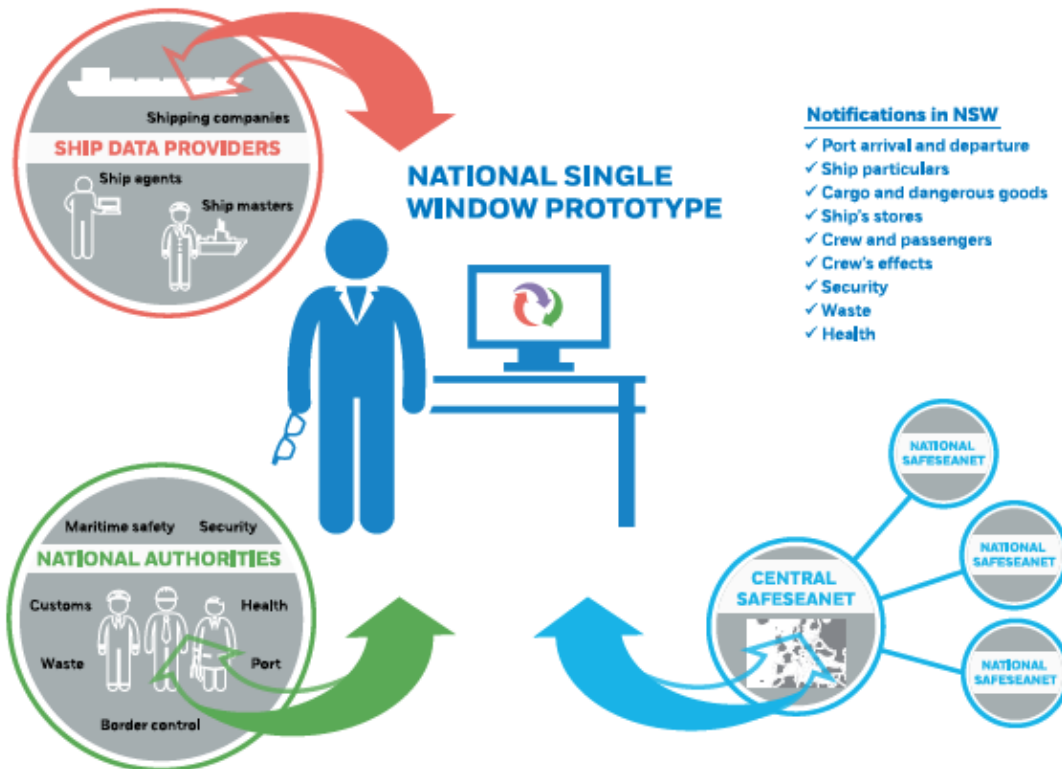 Shipping companies
SHIP DATA PROVIDERS
Ship agents
Ship masters
NATIONAL SINGLE
WINDOW PROTOTYPE
Notifications in NSW
✓ Port arrival and departure
✓ Ship particulars
✓ Cargo and dangerous goods
✓ Ship's stores
✓ Crew and passengers
✓ Crew's effects
✓ Security
✓ Waste
✓ Health
Maritime safety Security
NATIONAL AUTHORITIES
Customs Health
Waste Port
Border control
NATIONAL
SAFESEANET
NATIONAL
SAFESEANET
CENTRAL
SAFESEANET
NATIONAL
SAFESEANET